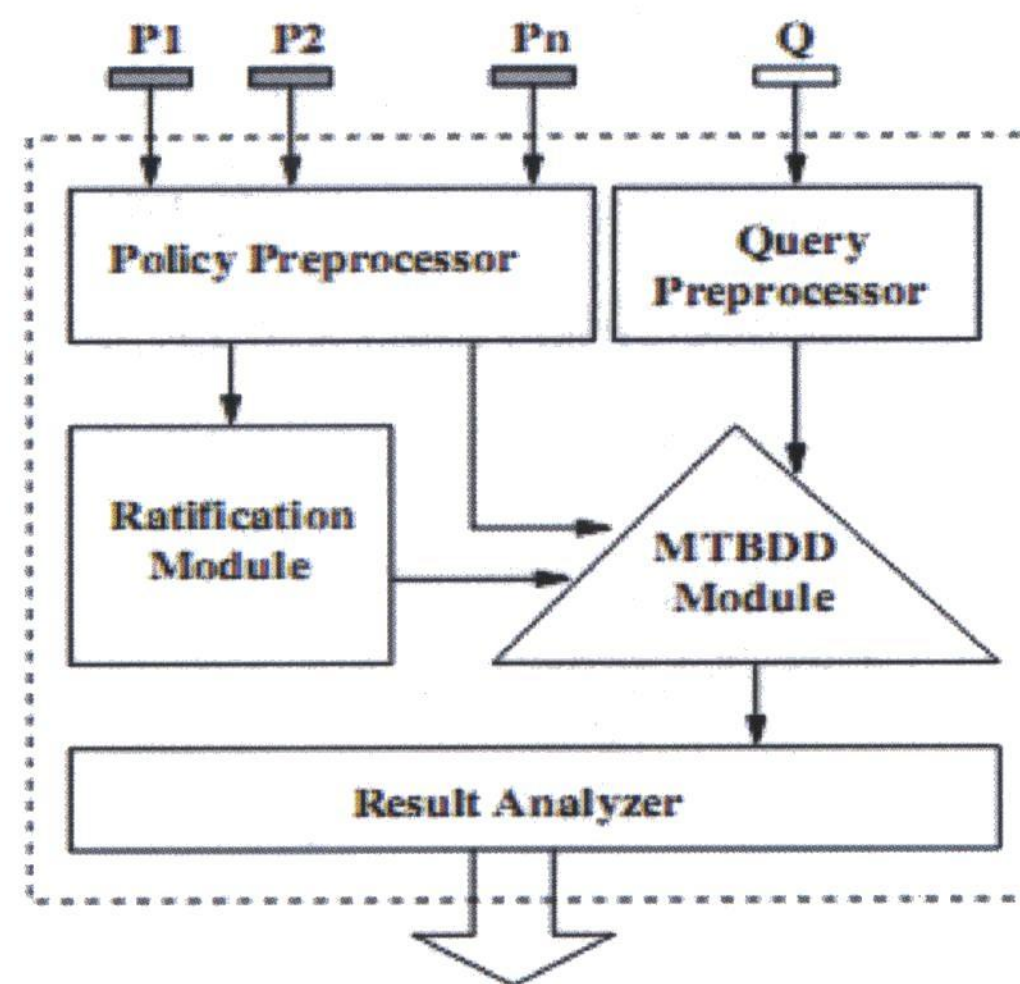 P1 P2 Pn Q
Policy Preprocessor
Query
Preprocessor
Ratification
Module
MTBDD
Module
Result Analyzer